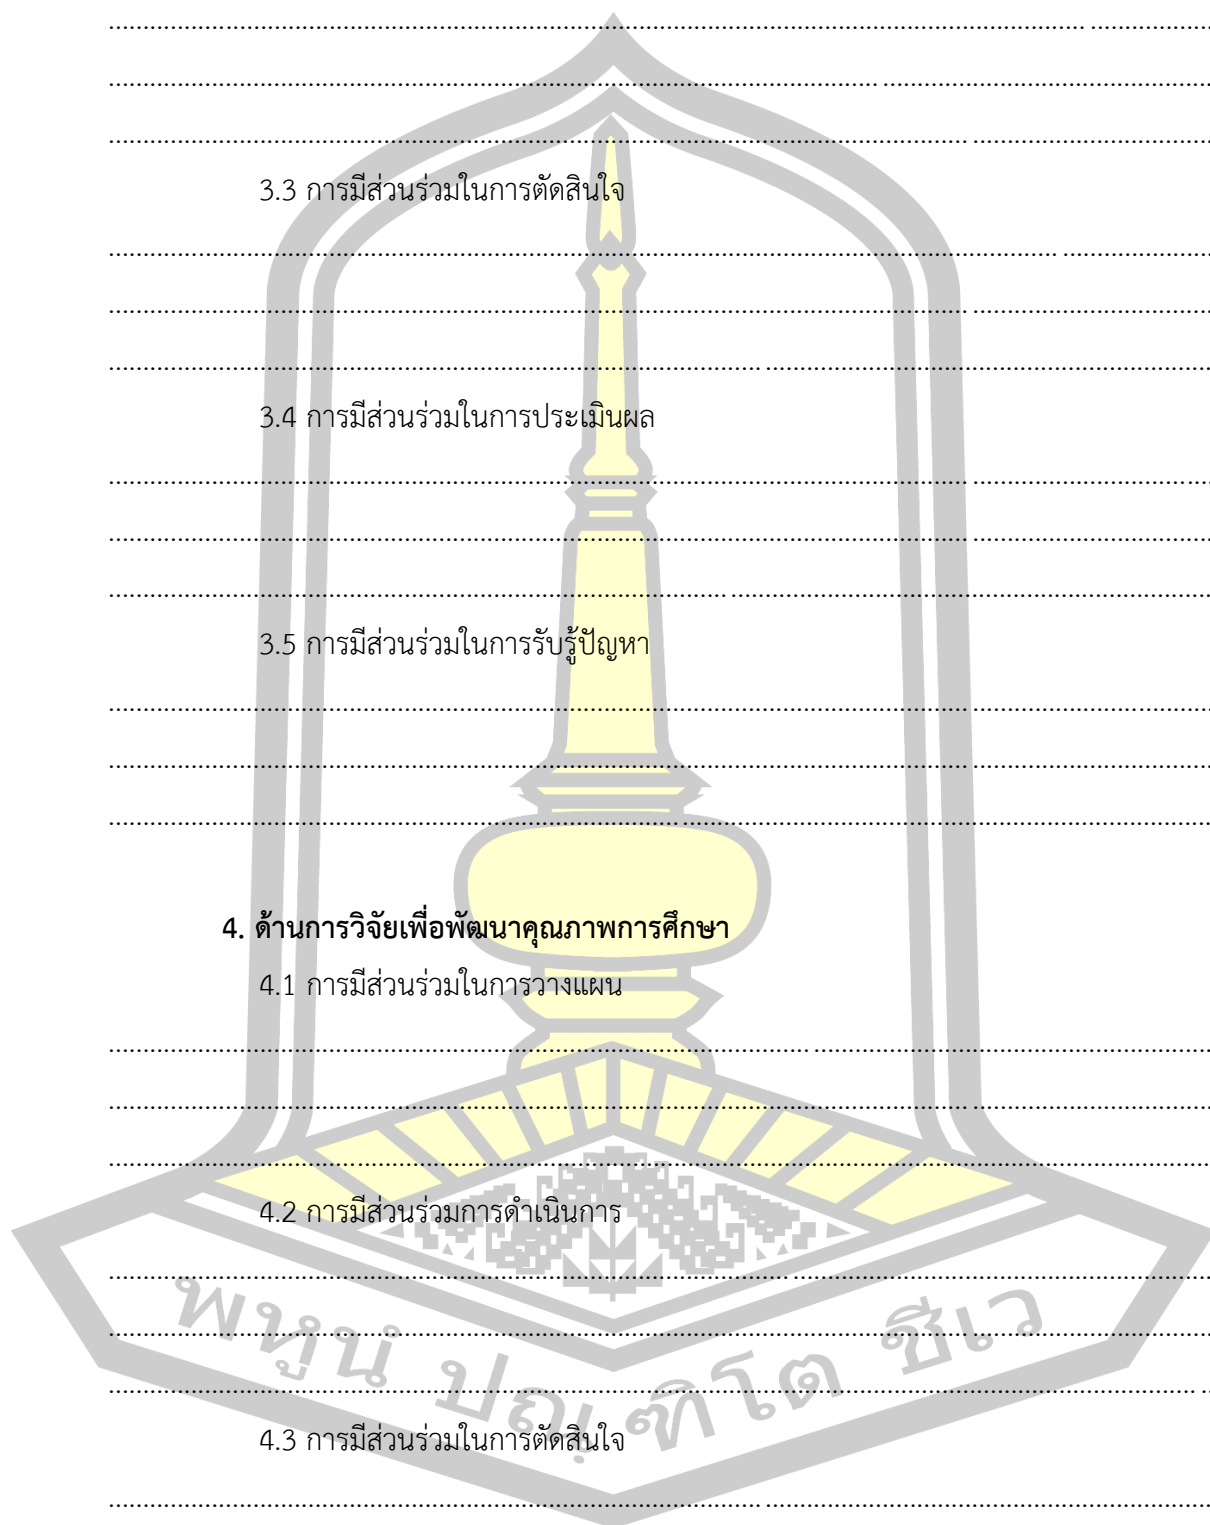 ................................................................................
................................................................................
................................................................................
3.3 การมีส่วนร่วมในการตัดสินใจ
................................................................................
................................................................................
................................................................................
3.4 การมีส่วนร่วมในการประเมินผล
................................................................................
................................................................................
................................................................................
3.5 การมีส่วนร่วมในการรับรู้ปัญหา
................................................................................
................................................................................
................................................................................
4. ด้านการวิจัยเพื่อพัฒนาคุณภาพการศึกษา
4.1 การมีส่วนร่วมในการวางแผน
................................................................................
................................................................................
................................................................................
4.2 การมีส่วนร่วมการดำเนินการ
................................................................................
................................................................................
................................................................................
พหูนํ ปณฺฑิโต ชีเว
4.3 การมีส่วนร่วมในการตัดสินใจ
................................................................................